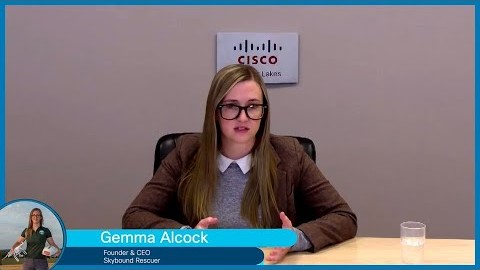 CISCO
Lakes
Gemma Alcock
Founder & CEO
Skybound Rescuer